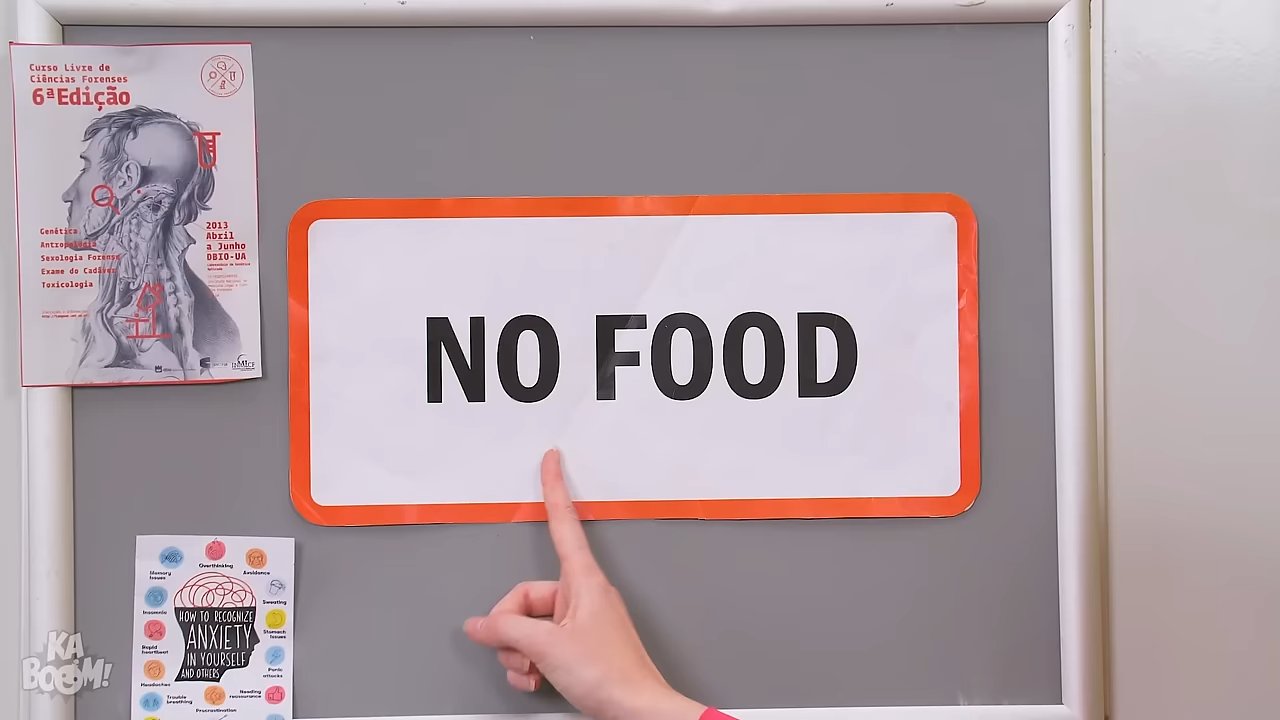 Curso Livre de
Ciências Forenses
6ªEdição
Genética
Antropologia
Sexologia Forense
Exame do Cadáver
Toxicologia
2013
Abril
a Junho
DBIO-UA
NO FOOD
Overthinking
Memory
Issues
Avoidance
Insomnia
Sweating
Rapid
heartbeat
Stomach
Issues
HOW TO RECOGNIZE
ANXIETY
IN YOURSELF
AND OTHERS
Headaches
Panic
attacks
Trouble
breathing
Needing
reassurance
Procrastination
KA
BOOM!